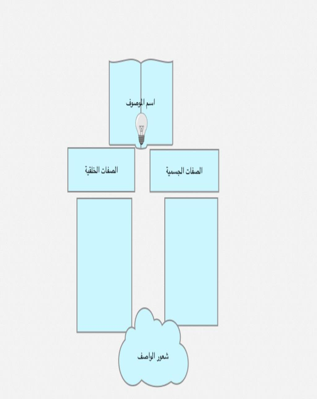 اسم الموصوف
الصفات الجسمية
الصفات الخلقية
شعور الواصف